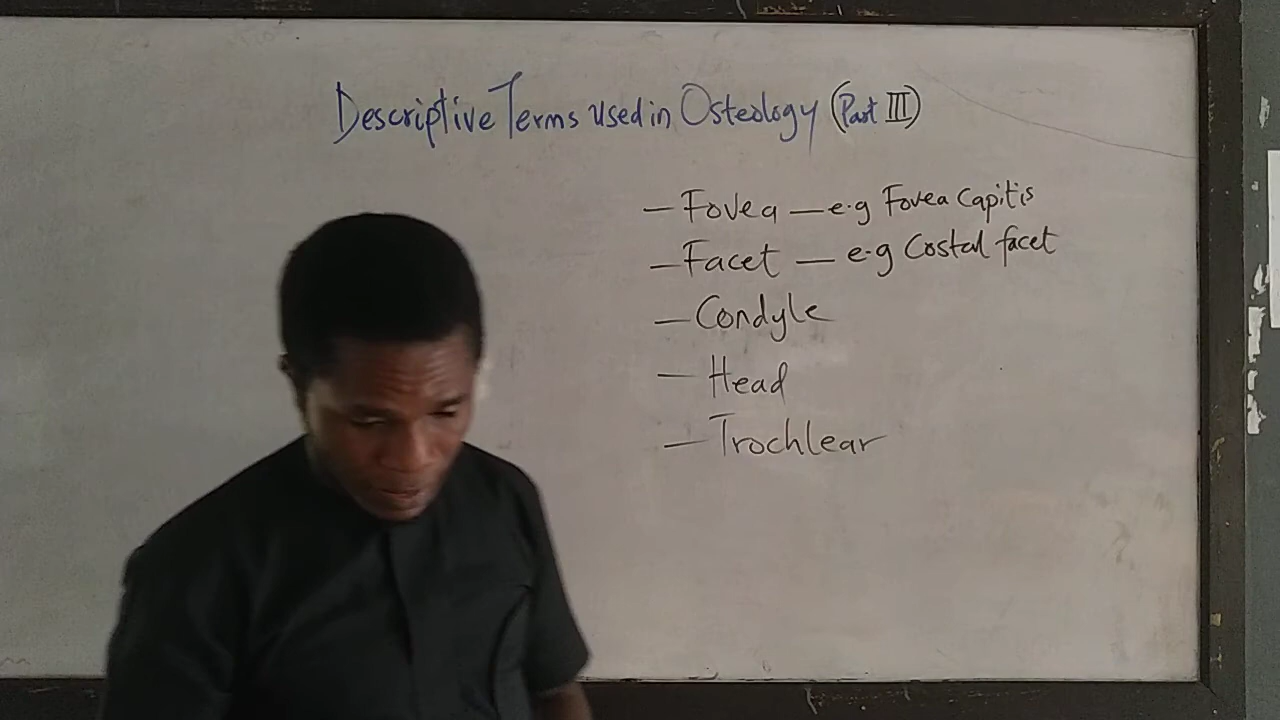 Descriptive Terms used in Osteology (Part III)
— Fovea — e.g Fovea Capitis
— Facet — e.g Costal facet
— Condyle
— Head
— Trochlear